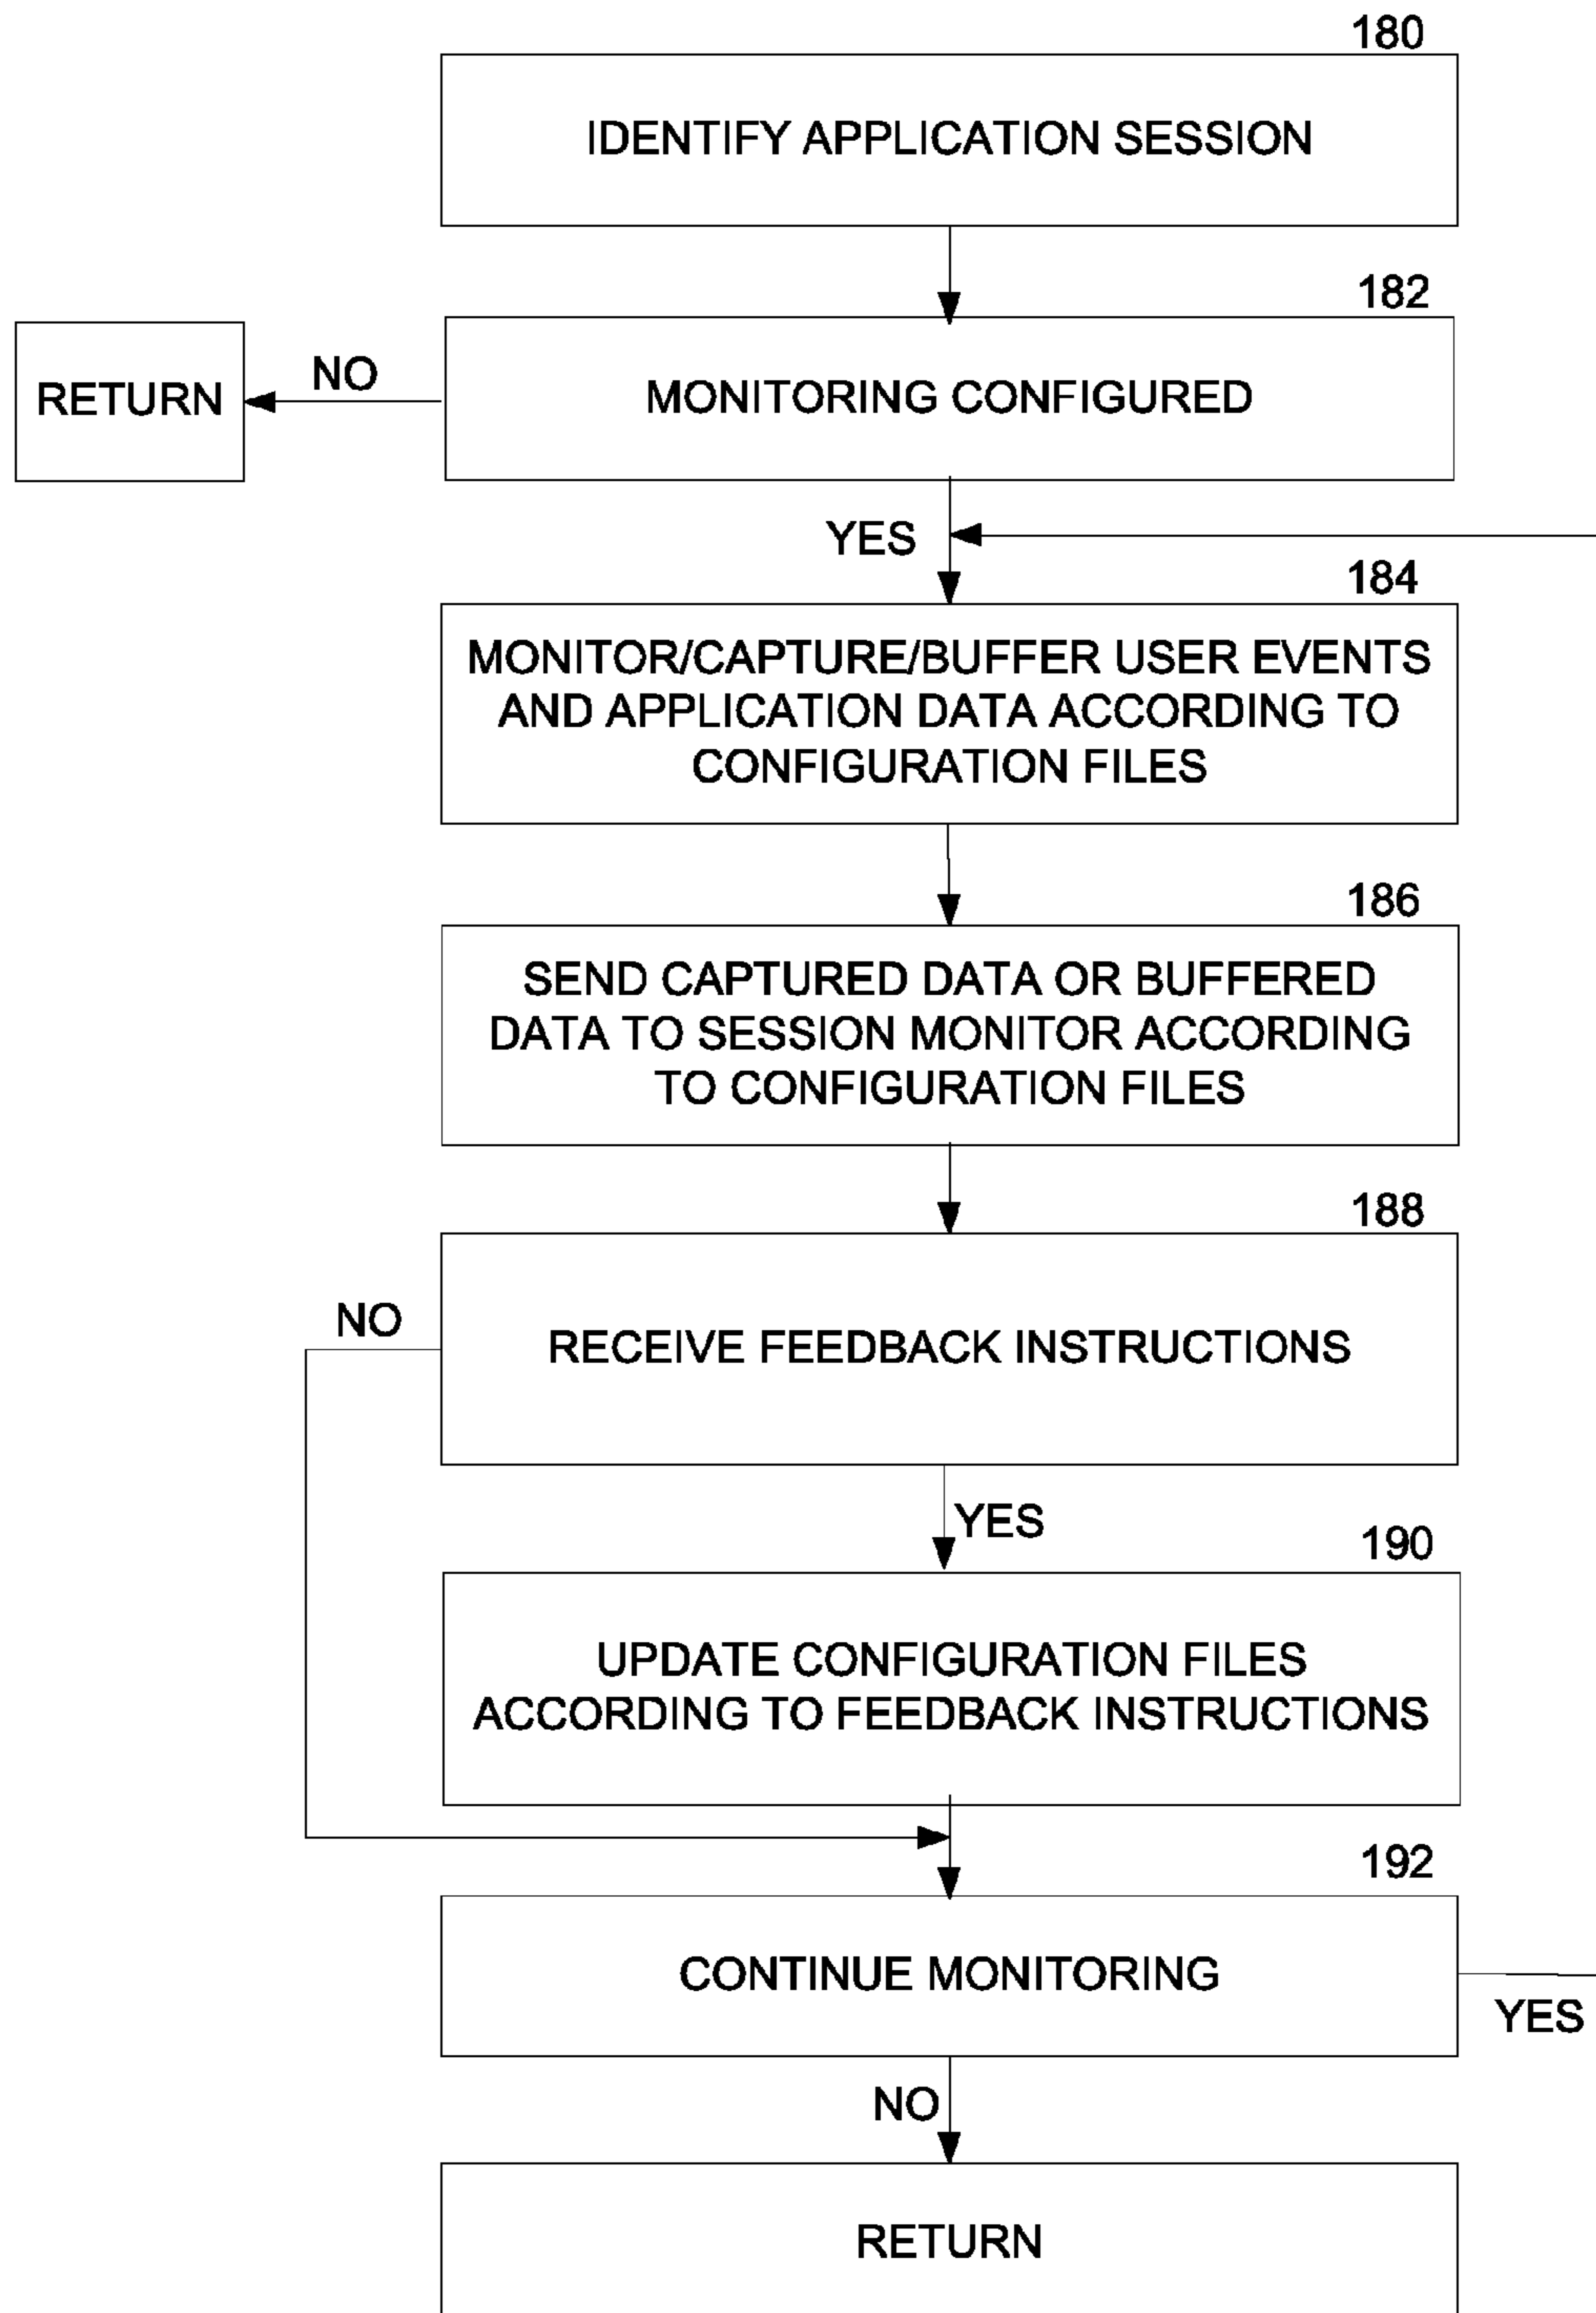 180
IDENTIFY APPLICATION SESSION
182
RETURN
NO
MONITORING CONFIGURED
YES
184
MONITOR/CAPTURE/BUFFER USER EVENTS
AND APPLICATION DATA ACCORDING TO
CONFIGURATION FILES
186
SEND CAPTURED DATA OR BUFFERED
DATA TO SESSION MONITOR ACCORDING
TO CONFIGURATION FILES
188
NO
RECEIVE FEEDBACK INSTRUCTIONS
YES
190
UPDATE CONFIGURATION FILES
ACCORDING TO FEEDBACK INSTRUCTIONS
192
CONTINUE MONITORING
YES
NO
RETURN